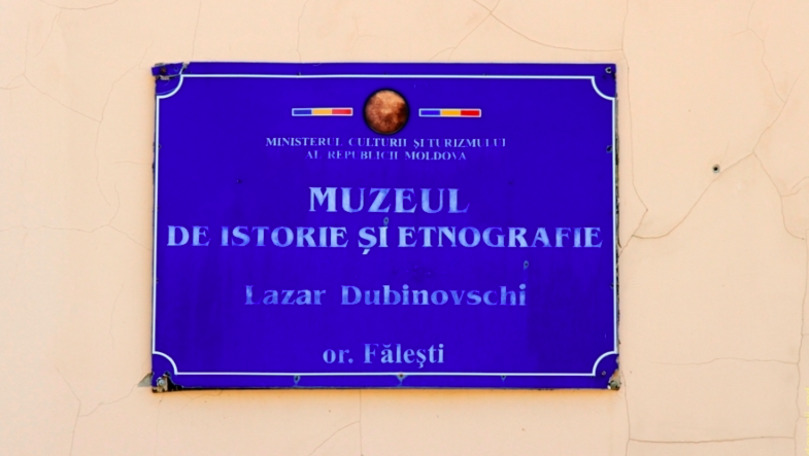 MINISTERUL CULTURII ȘI TURIZMULUI
AL REPUBLICII MOLDOVA
MUZEUL
DE ISTORIE ȘI ETNOGRAFIE
Lazar Dubinovschi
or. Fălești